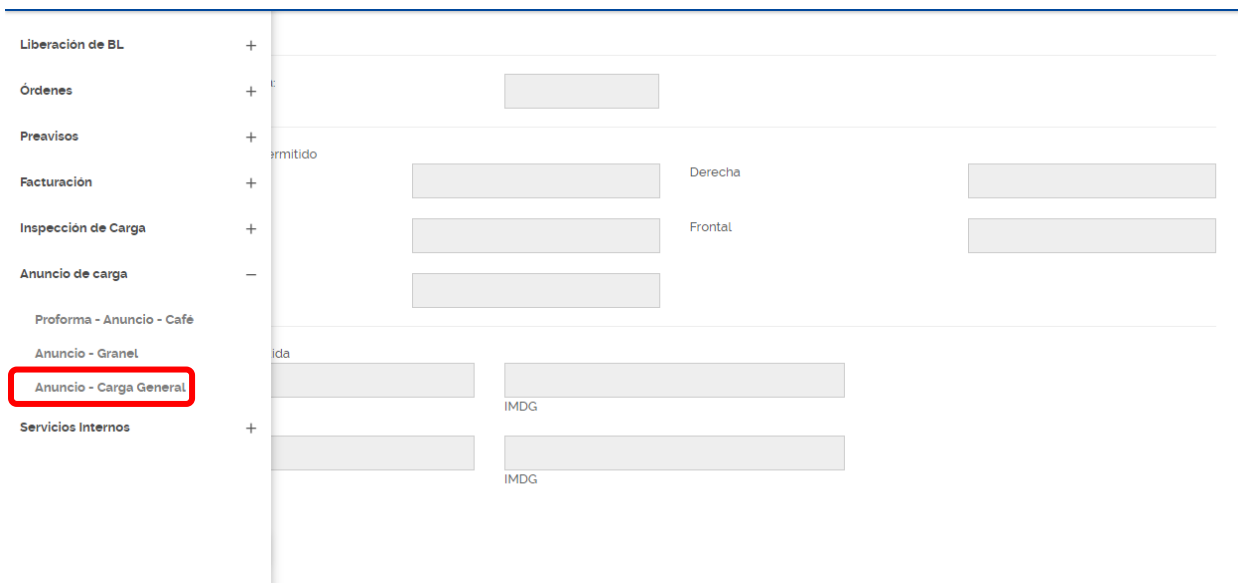 Liberación de BL
Órdenes
Preavisos
Facturación
Inspección de Carga
Anuncio de carga
Proforma - Anuncio - Café
Anuncio - Granel
Anuncio - Carga General
Servicios Internos
ermitido
Derecha
Frontal
ida
IMDG
IMDG